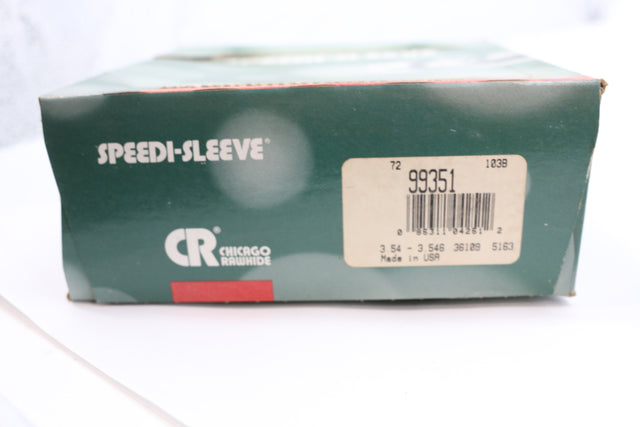 SPEEDI-SLEEVE®
CR® CHICAGO
RAWHIDE
72 1038
99351
0 85311 04261 2
3.54 - 3.546 36109 5163
Made in USA